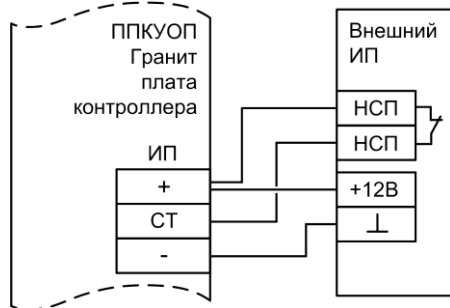 ППКУОП
Гранит
плата
контроллера
ИП
+
СТ
-
Внешний
ИП
НСП
НСП
+12В
⊥